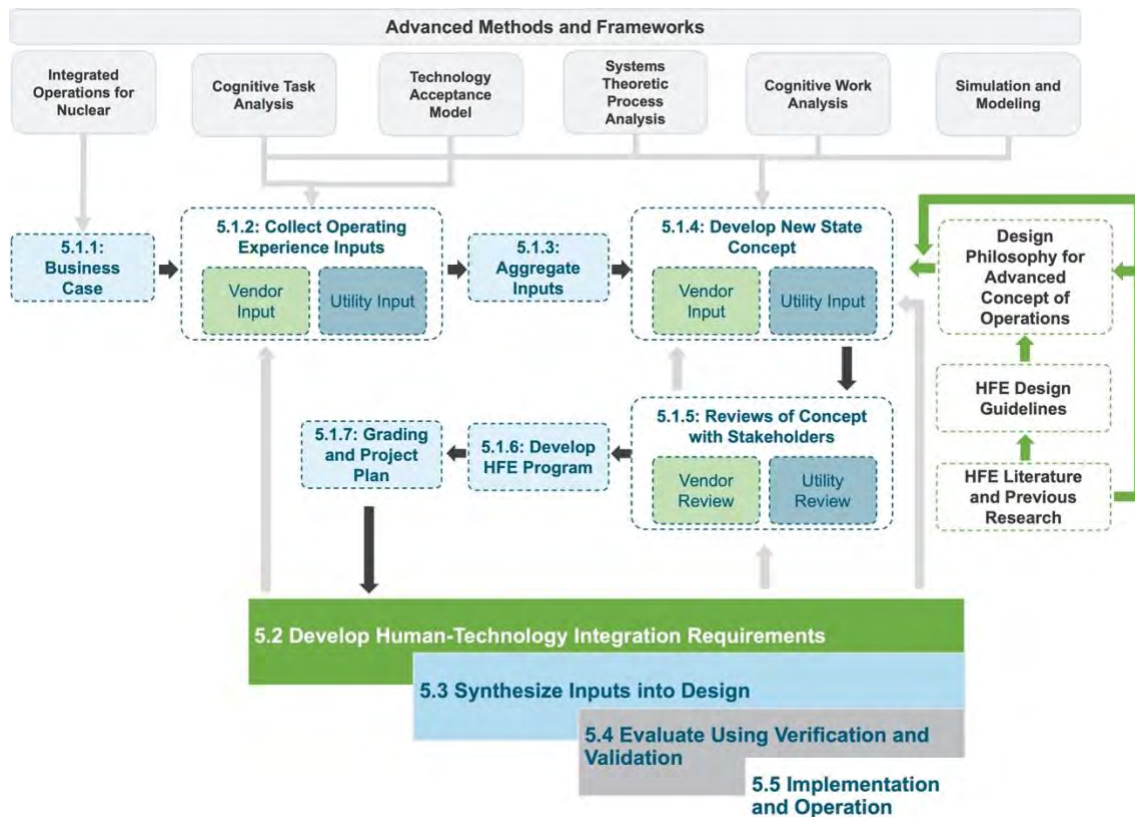 Advanced Methods and Frameworks
Integrated
Operations for
Nuclear
Cognitive Task
Analysis
Technology
Acceptance
Model
Systems
Theoretic
Process
Analysis
Cognitive Work
Analysis
Simulation and
Modeling
5.1.1:
Business
Case
5.1.2: Collect Operating
Experience Inputs
Vendor
Input
Utility Input
5.1.3:
Aggregate
Inputs
5.1.4: Develop New State
Concept
Vendor
Input
Utility Input
Design
Philosophy for
Advanced
Concept of
Operations
HFE Design
Guidelines
HFE Literature
and Previous
Research
5.1.5: Reviews of Concept
with Stakeholders
Vendor
Review
Utility
Review
5.1.6: Develop
HFE Program
5.1.7: Grading
and Project
Plan
5.2 Develop Human-Technology Integration Requirements
5.3 Synthesize Inputs into Design
5.4 Evaluate Using Verification and
Validation
5.5 Implementation
and Operation